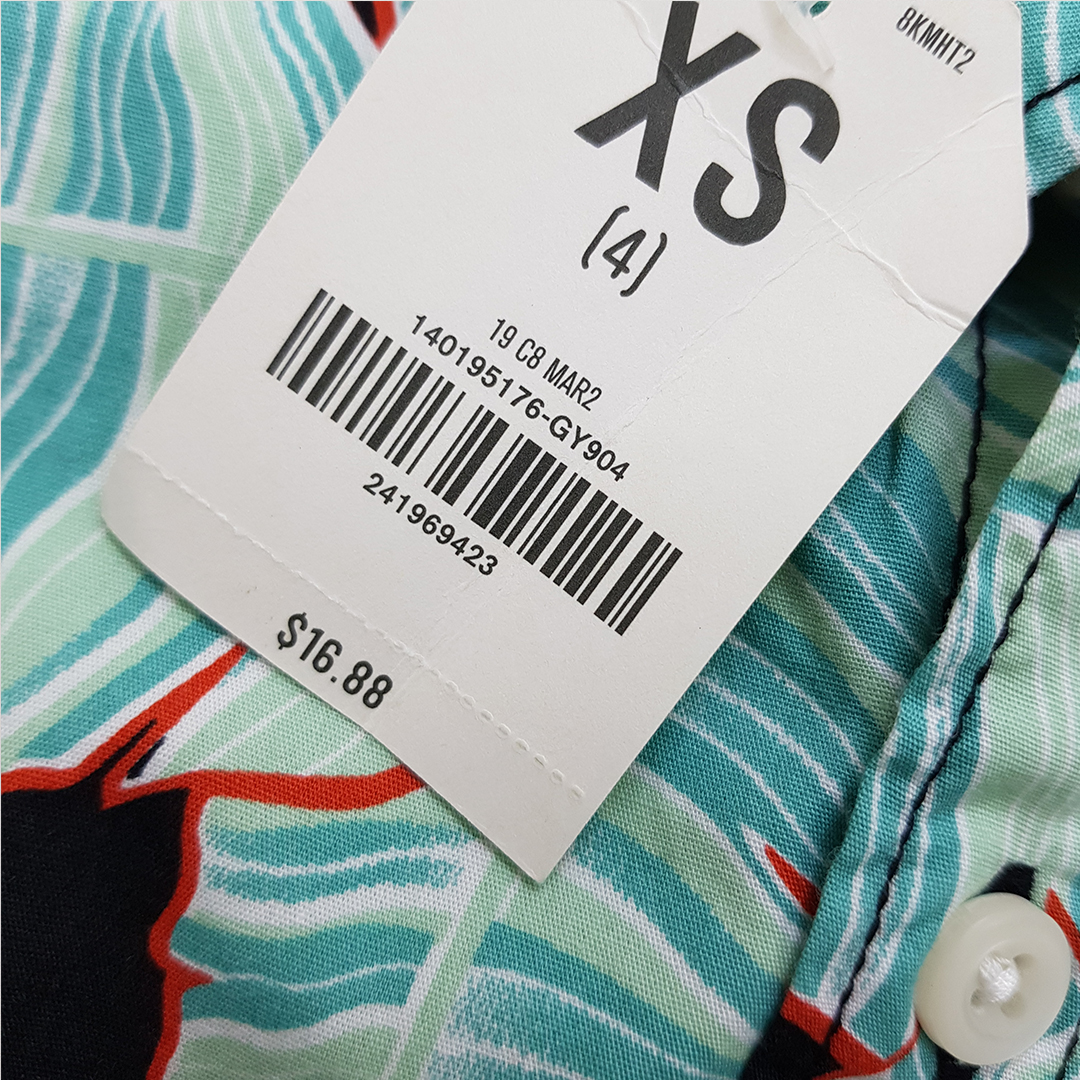 8KMHT2
XS
(4)
19 C8 MAR2
140195176-GY904
241969423
$16.88